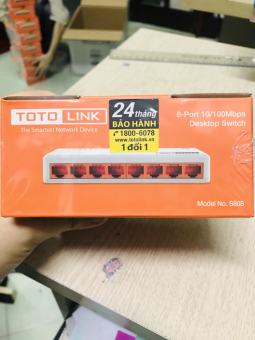 TOTO LINK
The Smartest Network Device
24 tháng
BẢO HÀNH
1800-6078
www.totolink.vn
1 đổi 1
8-Port 10/100Mbps
Desktop Switch
Model No. S808